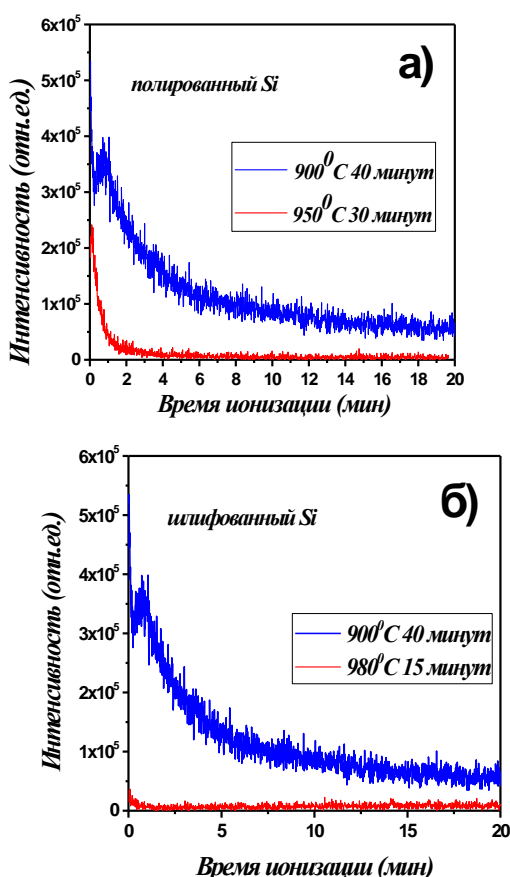 а)
полированный Si
900⁰C 40 минут
950⁰C 30 минут
Интенсивность (отн.ед.)
6x10⁵
5x10⁵
4x10⁵
3x10⁵
2x10⁵
1x10⁵
0
0 2 4 6 8 10 12 14 16 18 20
Время ионизации (мин)
б)
шлифованный Si
900⁰C 40 минут
980⁰C 15 минут
Интенсивность (отн.ед.)
6x10⁵
5x10⁵
4x10⁵
3x10⁵
2x10⁵
1x10⁵
0
0 5 10 15 20
Время ионизации (мин)